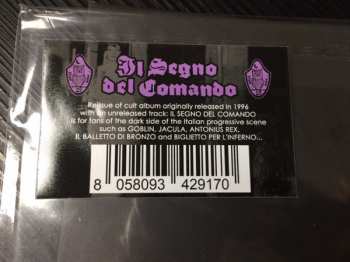 Il Segno
del Comando
Reissue of cult album originally released in 1996
with an unreleased track: IL SEGNO DEL COMANDO
is for fans of the dark side of the italian progressive scene
such as GOBLIN, JACULA, ANTONIUS REX,
IL BALLETTO DI BRONZO and BIGLIETTO PER L'INFERNO...
8 058093 429170